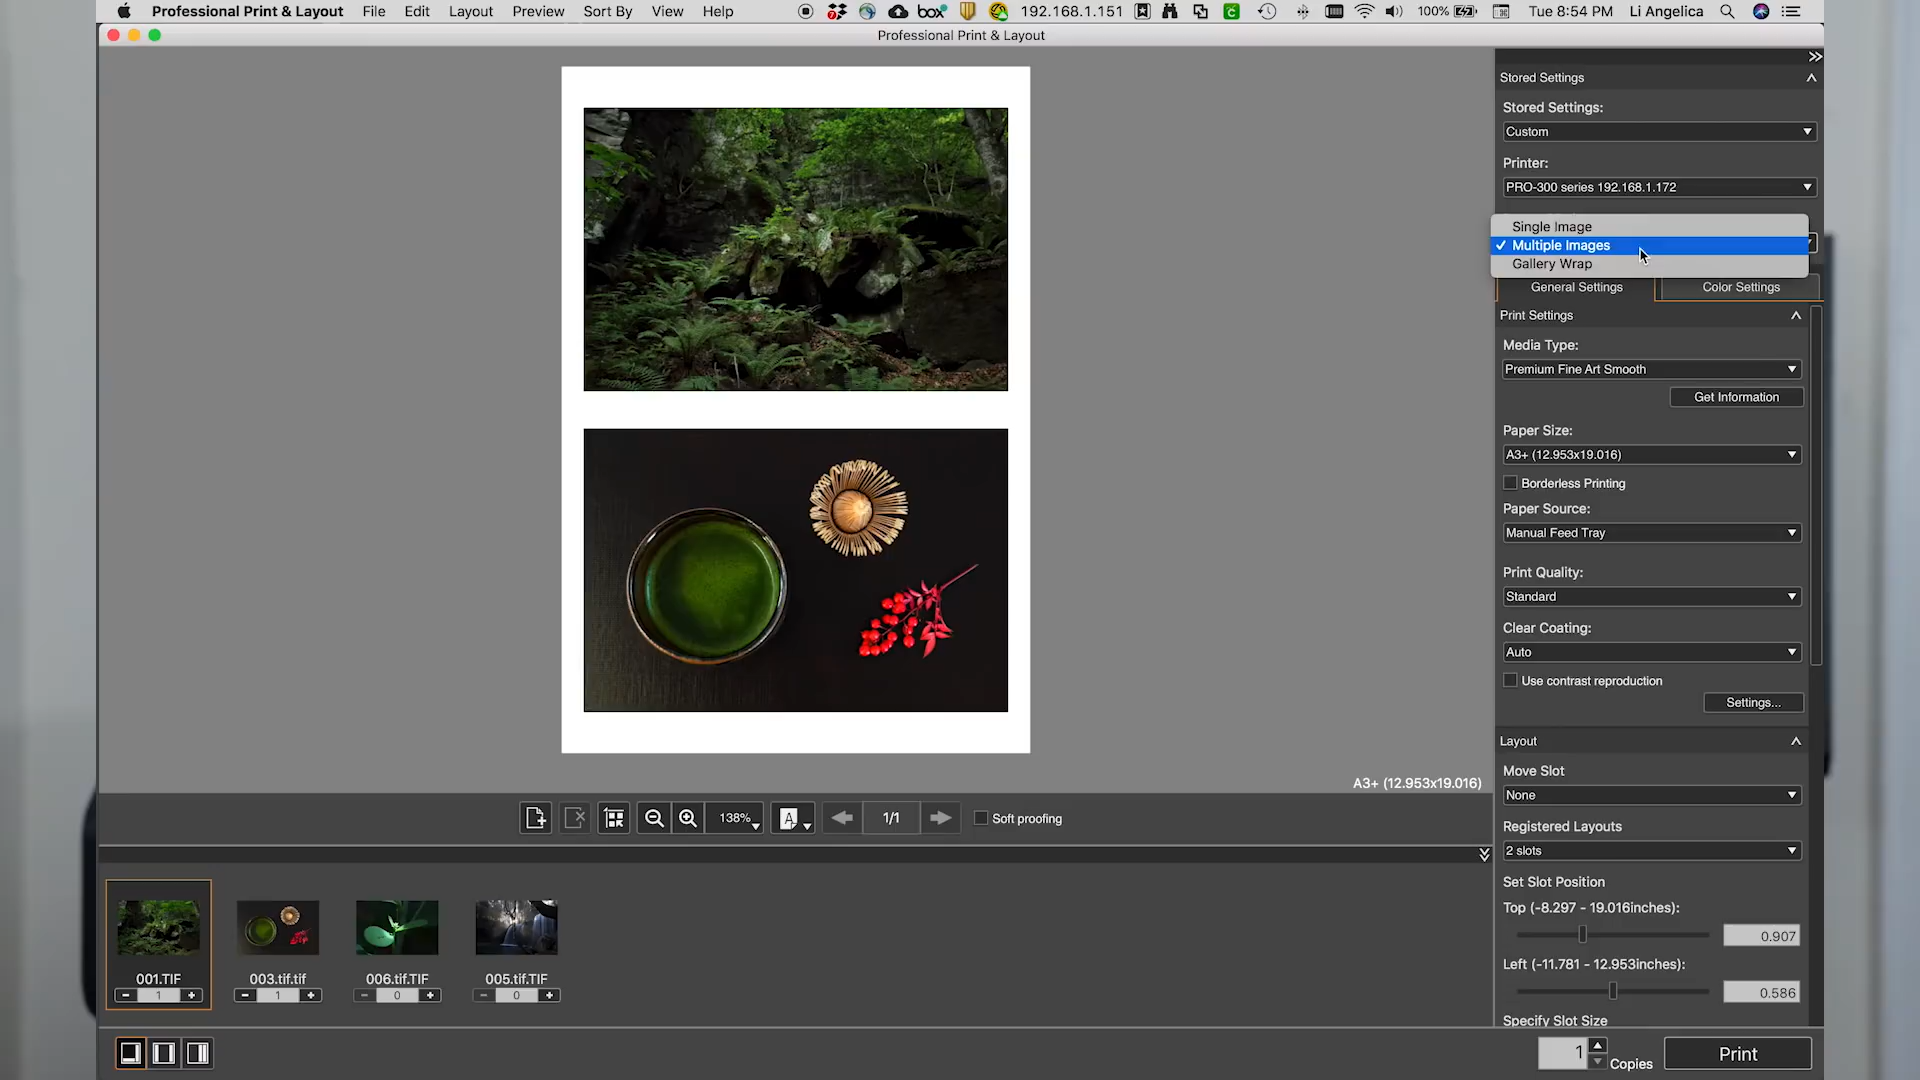 Professional Print & Layout File Edit Layout Preview Sort By View Help
7 box 192.168.1.151 100% Tue 8:54 PM Li Angelica
Professional Print & Layout
Stored Settings
Stored Settings:
Custom
Printer:
PRO-300 series 192.168.1.172
Single Image
✓ Multiple Images
Gallery Wrap
General Settings Color Settings
Print Settings
Media Type:
Premium Fine Art Smooth
Get Information
Paper Size:
A3+ (12.953x19.016)
Borderless Printing
Paper Source:
Manual Feed Tray
Print Quality:
Standard
Clear Coating:
Auto
Use contrast reproduction
Settings...
Layout
Move Slot
None
Registered Layouts
2 slots
Set Slot Position
Top (-8.297 - 19.016inches):
0.907
Left (-11.781 - 12.953inches):
0.586
Specify Slot Size
A3+ (12.953x19.016)
138% A 1/1 Soft proofing
001.TIF 003.tif.tif 006.tif.TIF 005.tif.TIF
- 1 + - 1 + - 0 + - 0 +
1 Copies Print